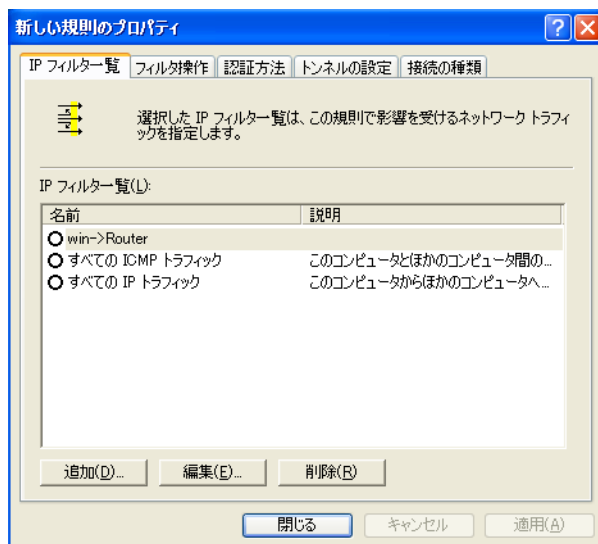 新しい規則のプロパティ
IP フィルタ一覧 フィルタ操作 認証方法 トンネルの設定 接続の種類
選択した IP フィルタ一覧は、この規則で影響を受けるネットワーク トラフィ
ックを指定します。
IP フィルタ一覧(L):
名前 説明
win->Router
すべての ICMP トラフィック このコンピュータとほかのコンピュータ間の...
すべての IP トラフィック このコンピュータからほかのコンピュータへ...
追加(D)... 編集(E)... 削除(R)
閉じる キャンセル 適用(A)